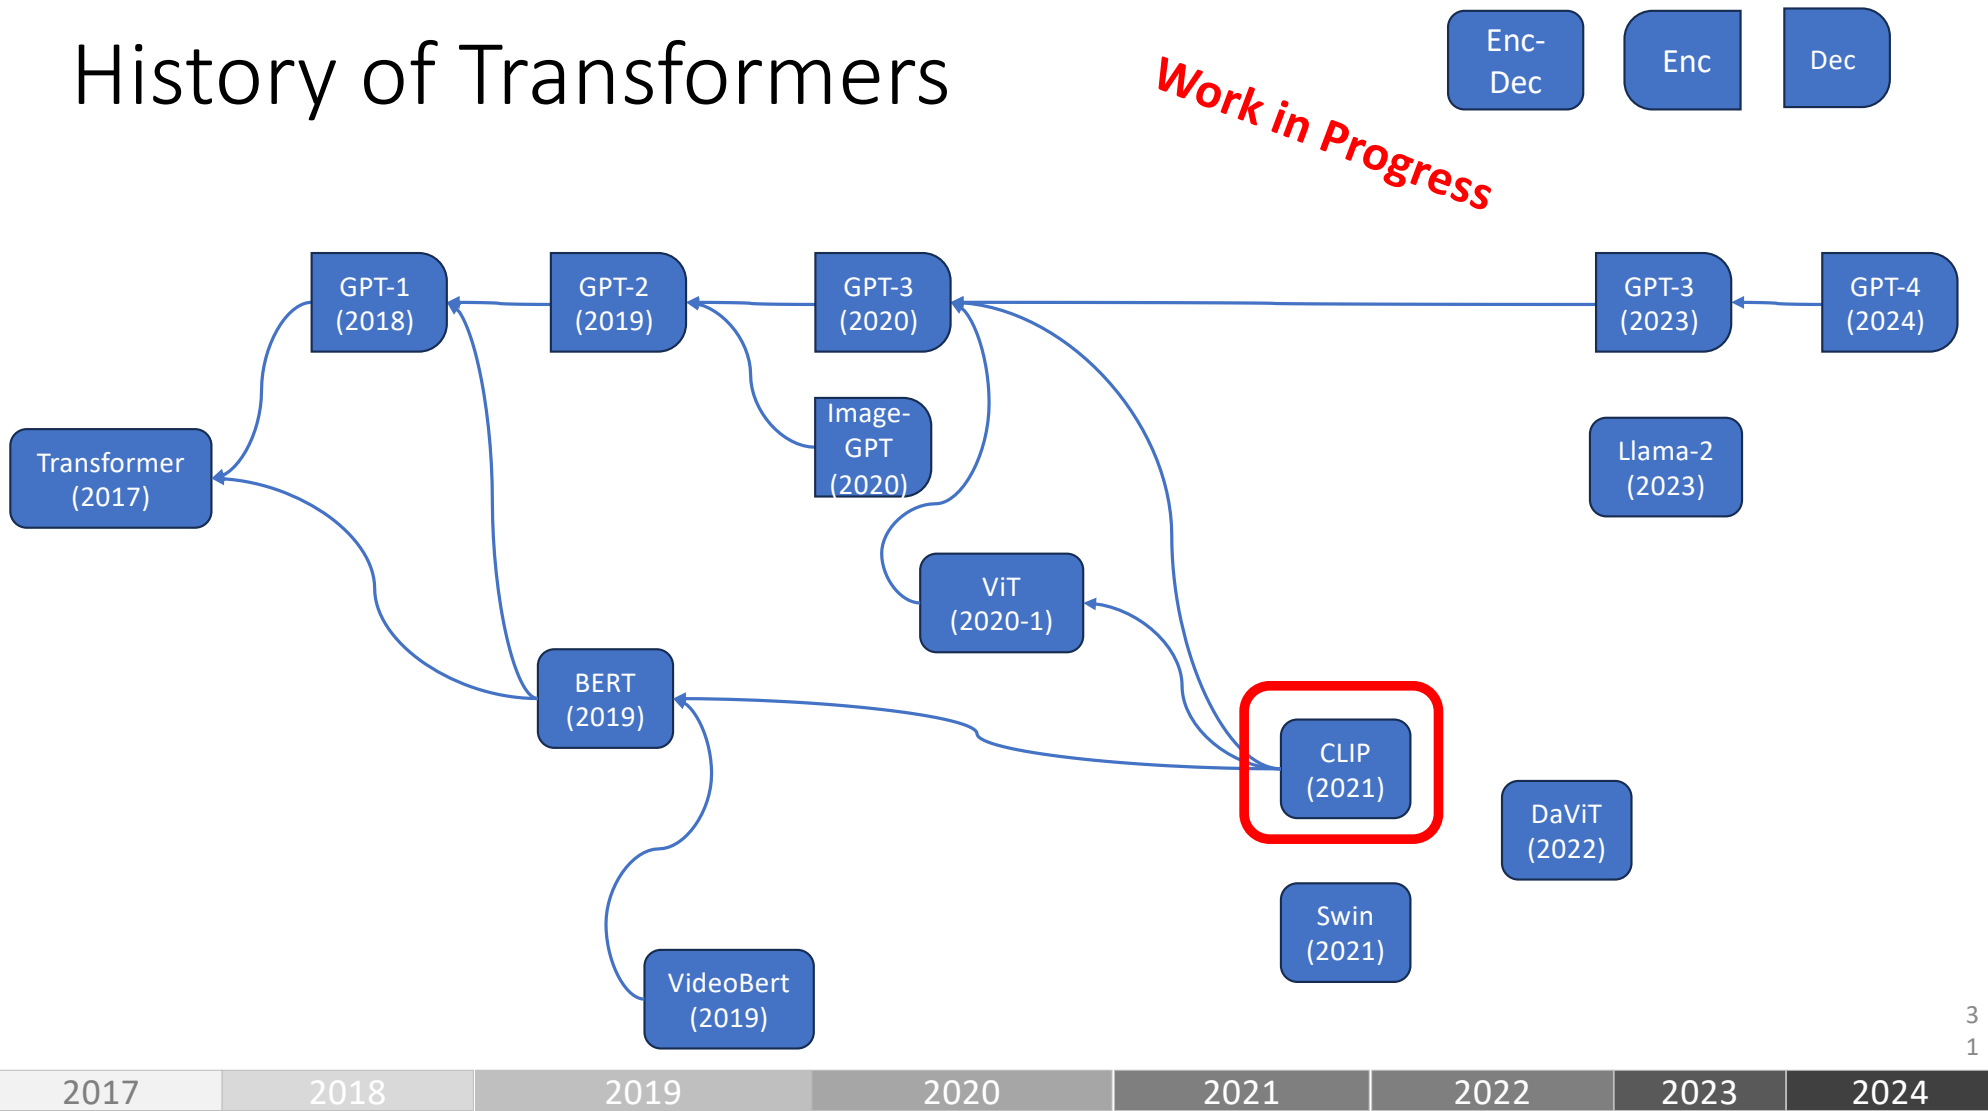 History of Transformers
Work in Progress
Enc-
Dec
Enc
Dec
GPT-1
(2018)
GPT-2
(2019)
GPT-3
(2020)
GPT-3
(2023)
GPT-4
(2024)
Image-
GPT
(2020)
Transformer
(2017)
Llama-2
(2023)
ViT
(2020-1)
BERT
(2019)
CLIP
(2021)
DaViT
(2022)
Swin
(2021)
VideoBert
(2019)
3
1
2017
2018
2019
2020
2021
2022
2023
2024